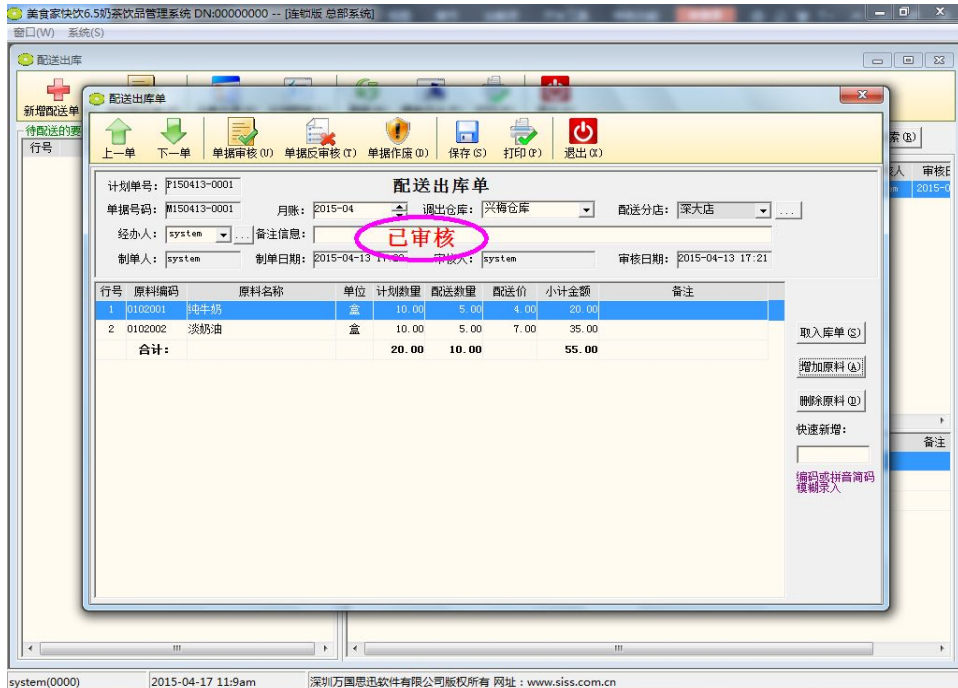 美食家快饮6.5奶茶饮品管理系统 DN:00000000 -- [连锁版 总部系统]
窗口(W) 系统(S)
配送出库
新增配送单
待配送的要
行号
索(B)
人 审核日
2015-0
备注
配送出库单
上一单 下一单 单据审核(U) 单据反审核(T) 单据作废(D) 保存(S) 打印(P) 退出(X)
配送出库单
计划单号: P150413-0001
单据号码: M150413-0001 月账: 2015-04 调出仓库: 兴梅仓库 配送分店: 深大店 ...
经办人: system ... 备注信息:
已审核
制单人: system 制单日期: 2015-04-13 审核人: system 审核日期: 2015-04-13 17:21
行号 原料编码 原料名称 单位 计划数量 配送数量 配送价 小计金额 备注
1 0102001 纯牛奶 盒 10.00 5.00 4.00 20.00
2 0102002 淡奶油 盒 10.00 5.00 7.00 35.00
合计: 20.00 10.00 55.00
取入库单(S)
增加原料(A)
删除原料(D)
快速新增:
编码或拼音简码
模糊录入
system(0000) 2015-04-17 11:9am 深圳万国思迅软件有限公司版权所有 网址:www.siss.com.cn